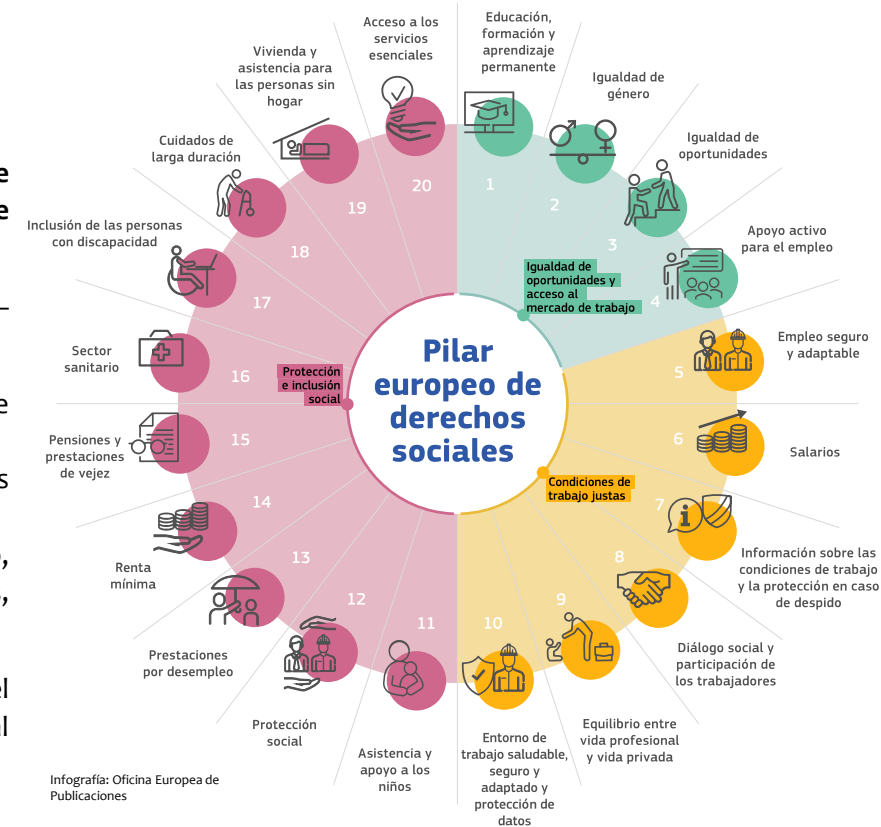 Pilar
europeo de
derechos
sociales
Igualdad de
oportunidades y
acceso al
mercado de trabajo
Condiciones de
trabajo justas
Protección
e inclusión
social
1
Educación,
formación y
aprendizaje
permanente
2
Igualdad de
género
3
Igualdad de
oportunidades
4
Apoyo activo
para el empleo
5
Empleo seguro
y adaptable
6
Salarios
7
Información sobre las
condiciones de trabajo
y la protección en caso
de despido
8
Diálogo social y
participación de
los trabajadores
9
Equilibrio entre
vida profesional
y vida privada
10
Entorno de
trabajo saludable,
seguro y
adaptado y
protección de
datos
11
Asistencia y
apoyo a los
niños
12
Protección
social
13
Prestaciones
por desempleo
14
Renta
mínima
15
Pensiones y
prestaciones
de vejez
16
Sector
sanitario
17
Inclusión de las personas
con discapacidad
18
Cuidados de
larga duración
19
Vivienda y
asistencia para
las personas sin
hogar
20
Acceso a los
servicios
esenciales
i
Infografía: Oficina Europea de
Publicaciones